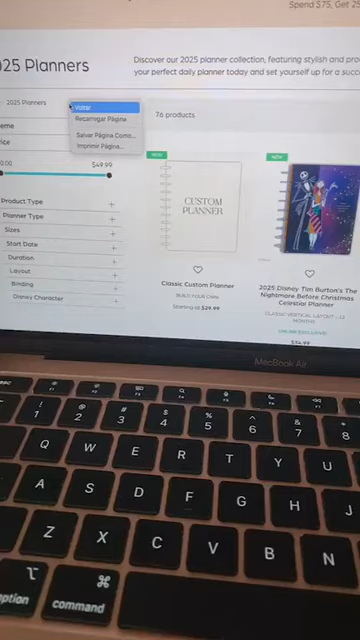 Spend $75, Get 25
025 Planners
Discover our 2025 planner collection, featuring stylish and pro
your perfect daily planner today and set yourself up for a succ
2025 Planners
Voltar
Recarregar Página
Salvar Página Como...
Imprimir Página...
76 products
eme
rice
0.00
$49.99
Product Type
Planner Type
Sizes
Start Date
Duration
Layout
Binding
Disney Character
NEW
CUSTOM
PLANNER
Classic Custom Planner
BUILD YOUR OWN
Starting at $29.99
NEW
2025 Disney Tim Burton's The
Nightmare Before Christmas
Celestial Planner
CLASSIC VERTICAL LAYOUT - 12
MONTHS
ONLINE EXCLUSIVE
$34.99
MacBook Air
esc
F1
F2
F3
F4
F5
F6
F7
! 1
@ 2
# 3
$ 4
% 5
^ 6
& 7
* 8
Q W E R T Y U
A S D F G H J
Z X C V B N
option
command